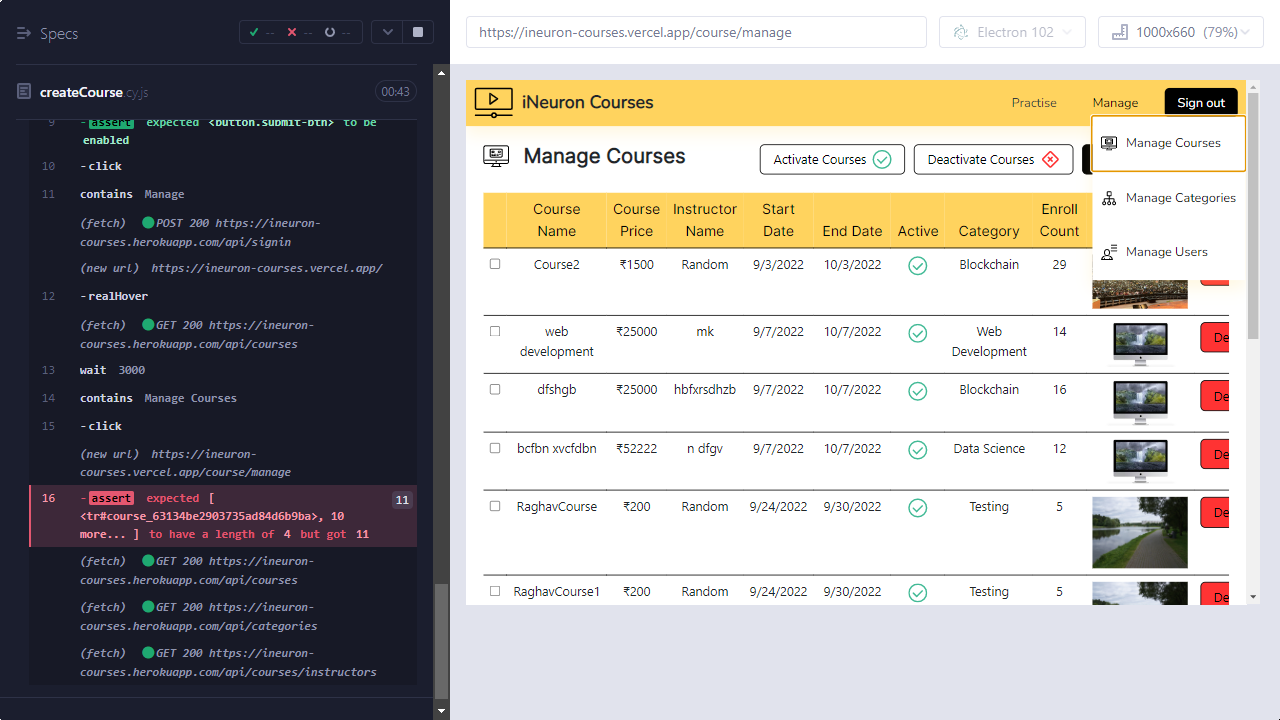 Specs
-- -- --
createCourse.cy.js
00:43
9 -assert expected <button.submit-btn> to be
enabled
10 -click
11 contains Manage
(fetch) POST 200 https://ineuron-
courses.herokuapp.com/api/signin
(new url) https://ineuron-courses.vercel.app/
12 -realHover
(fetch) GET 200 https://ineuron-
courses.herokuapp.com/api/courses
13 wait 3000
14 contains Manage Courses
15 -click
(new url) https://ineuron-
courses.vercel.app/course/manage
16 -assert expected [ 11
<tr#course_63134be2903735ad84d6b9ba>, 10
more... ] to have a length of 4 but got 11
(fetch) GET 200 https://ineuron-
courses.herokuapp.com/api/courses
(fetch) GET 200 https://ineuron-
courses.herokuapp.com/api/categories
(fetch) GET 200 https://ineuron-
courses.herokuapp.com/api/courses/instructors
https://ineuron-courses.vercel.app/course/manage
Electron 102
1000x660 (79%)
iNeuron Courses
Practise
Manage
Sign out
Manage Courses
Manage Categories
Manage Users
Manage Courses
Activate Courses
Deactivate Courses
Course Name Course Price Instructor Name Start Date End Date Active Category Enroll Count
Course2 ₹1500 Random 9/3/2022 10/3/2022 Blockchain 29
web development ₹25000 mk 9/7/2022 10/7/2022 Web Development 14 De
dfshgb ₹25000 hbfxrsdhzb 9/7/2022 10/7/2022 Blockchain 16 De
bcfbn xvcfdbn ₹52222 n dfgv 9/7/2022 10/7/2022 Data Science 12 De
RaghavCourse ₹200 Random 9/24/2022 9/30/2022 Testing 5 De
RaghavCourse1 ₹200 Random 9/24/2022 9/30/2022 Testing 5 De